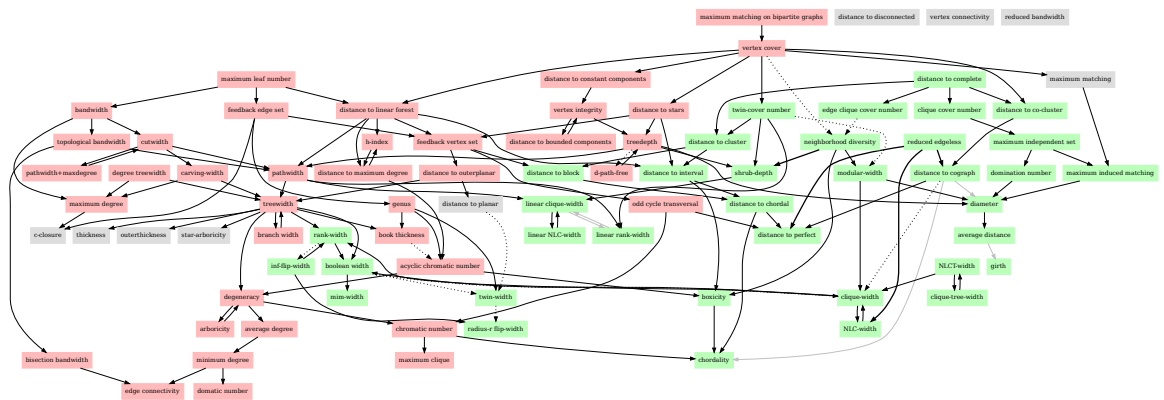 maximum matching on bipartite graphs
distance to disconnected
vertex connectivity
reduced bandwidth
vertex cover
maximum leaf number
distance to constant components
distance to complete
maximum matching
bandwidth
feedback edge set
distance to linear forest
vertex integrity
distance to stars
twin-cover number
edge clique cover number
clique cover number
distance to co-cluster
topological bandwidth
cutwidth
h-index
feedback vertex set
distance to bounded components
treedepth
distance to cluster
neighborhood diversity
reduced edgeless
maximum independent set
pathwidth+maxdegree
degree treewidth
carving-width
pathwidth
distance to maximum degree
distance to outerplanar
distance to block
d-path-free
distance to interval
shrub-depth
modular-width
distance to cograph
domination number
maximum induced matching
maximum degree
treewidth
genus
distance to planar
linear clique-width
odd cycle transversal
distance to chordal
diameter
c-closure
thickness
outerthickness
star-arboricity
branch width
rank-width
book thickness
linear NLC-width
linear rank-width
distance to perfect
average distance
inf-flip-width
boolean width
acyclic chromatic number
NLCT-width
girth
degeneracy
mim-width
twin-width
boxicity
clique-width
clique-tree-width
arboricity
average degree
chromatic number
radius-r flip-width
NLC-width
bisection bandwidth
minimum degree
maximum clique
chordality
edge connectivity
domatic number